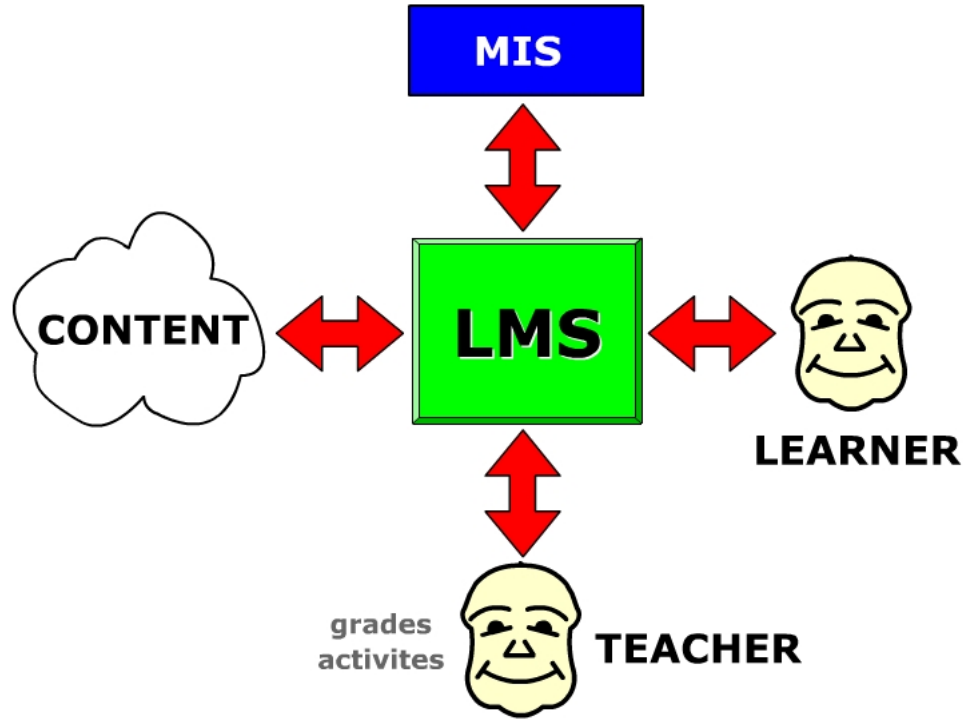 MIS
CONTENT
LMS
LEARNER
grades
activites
TEACHER